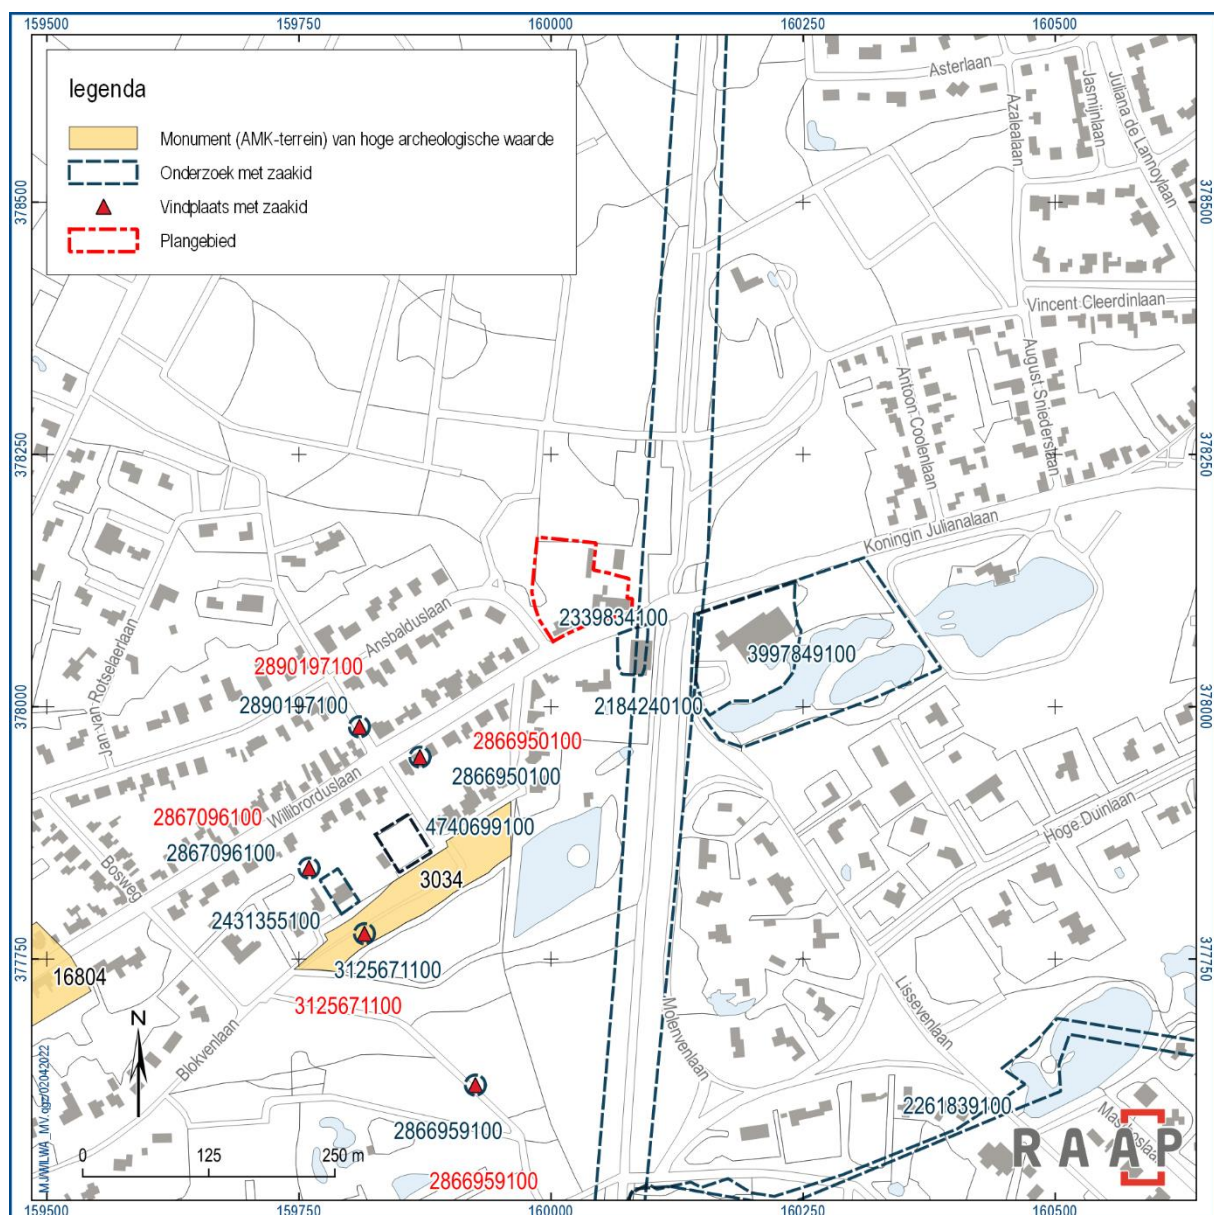 159500
159750
160000
160250
160500
legenda
Monument (AMK-terrein) van hoge archeologische waarde
Onderzoek met zaakid
Vindplaats met zaakid
Plangebied
Asterlaan
Azalealaan
Jasmijnlaan
Juliana de Lannoylaan
378500
378500
Vincent Cleerdinlaan
Antoon Coolenlaan
August Sniederslaan
378250
378250
Koningin Julianalaan
Jan van Rotselaerlaan
Ansbalduslaan
2339834100
3997849100
2890197100
2890197100
2184240100
378000
378000
2866950100
2866950100
Willibrorduslaan
2867096100
2867096100
4740699100
Hoge Duinlaan
Bosweg
3034
2431355100
377750
377750
16804
3125671100
3125671100
Lissevenlaan
Molenvenlaan
Blokvenlaan
N
2866959100
2261839100
0
125
250 m
2866959100
RAAP
159500
159750
160000
160250
160500